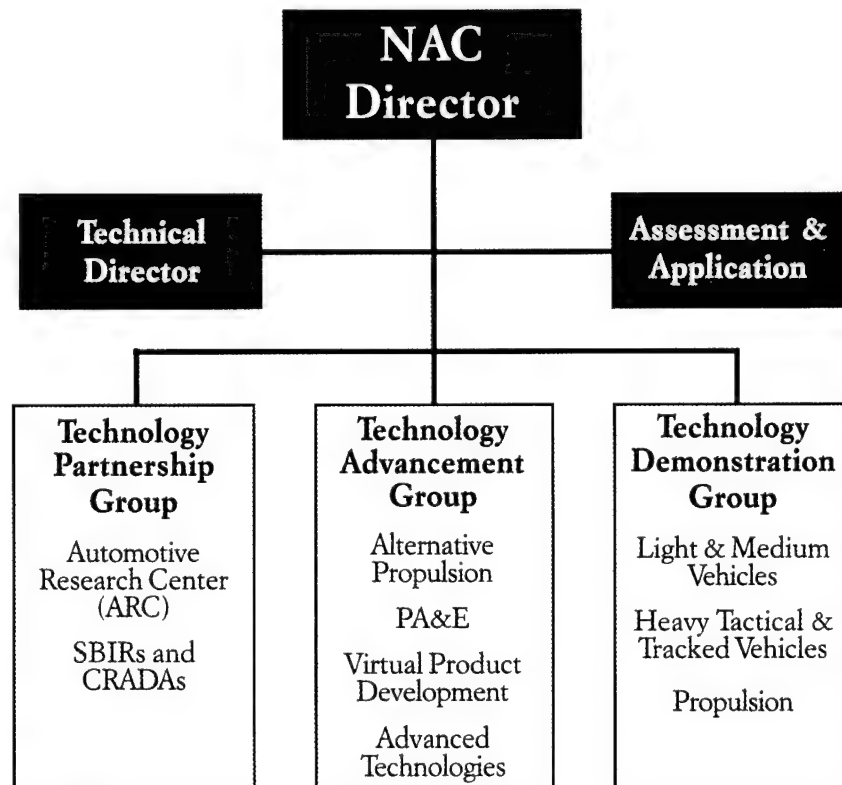 NAC
Director
Technical
Director
Assessment &
Application
Technology
Partnership
Group
Automotive
Research Center
(ARC)
SBIRs and
CRADAs
Technology
Advancement
Group
Alternative
Propulsion
PA&E
Virtual Product
Development
Advanced
Technologies
Technology
Demonstration
Group
Light & Medium
Vehicles
Heavy Tactical &
Tracked Vehicles
Propulsion